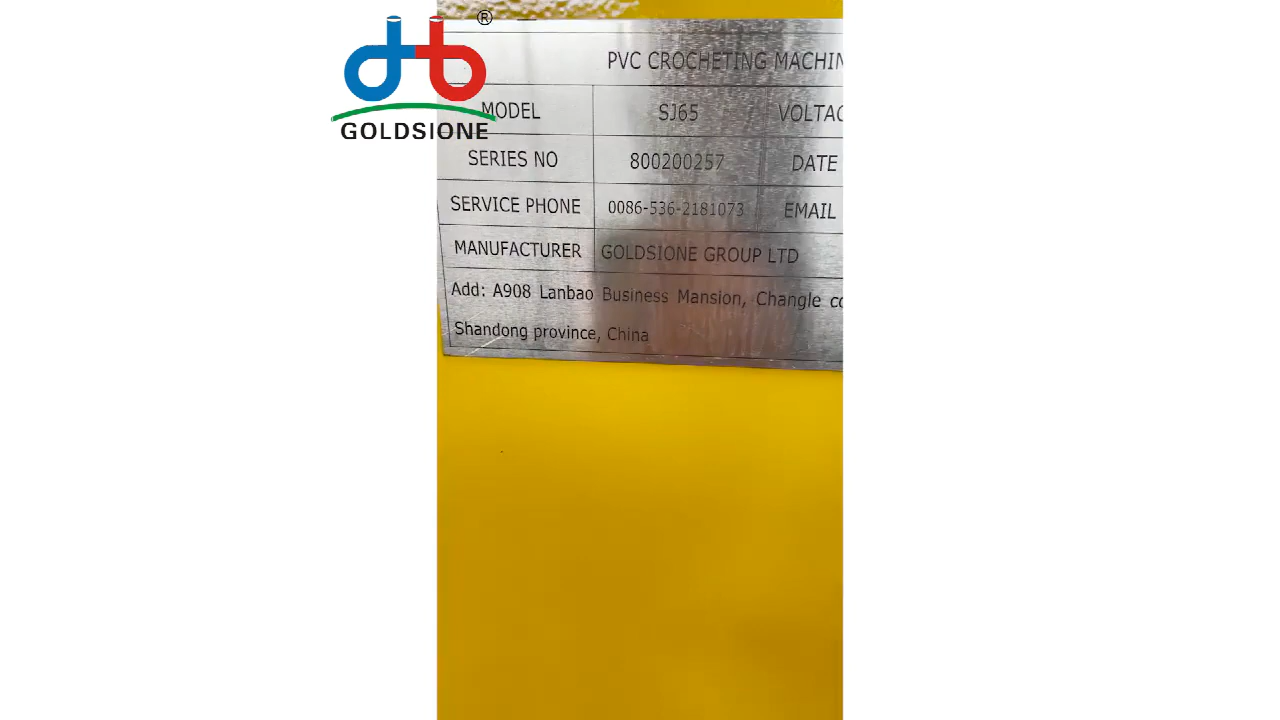 ®
GOLDSIONE
PVC CROCHETING MACHIN
MODEL SJ65 VOLTAG
SERIES NO 800200257 DATE
SERVICE PHONE 0086-536-2181073 EMAIL
MANUFACTURER GOLDSIONE GROUP LTD
Add: A908 Lanbao Business Mansion, Changle co
Shandong province, China